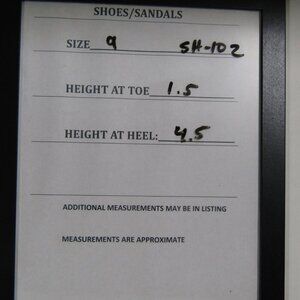 SHOES/SANDALS
SIZE 9 SH-102
HEIGHT AT TOE 1.5
HEIGHT AT HEEL: 4.5
ADDITIONAL MEASUREMENTS MAY BE IN LISTING
MEASUREMENTS ARE APPROXIMATE